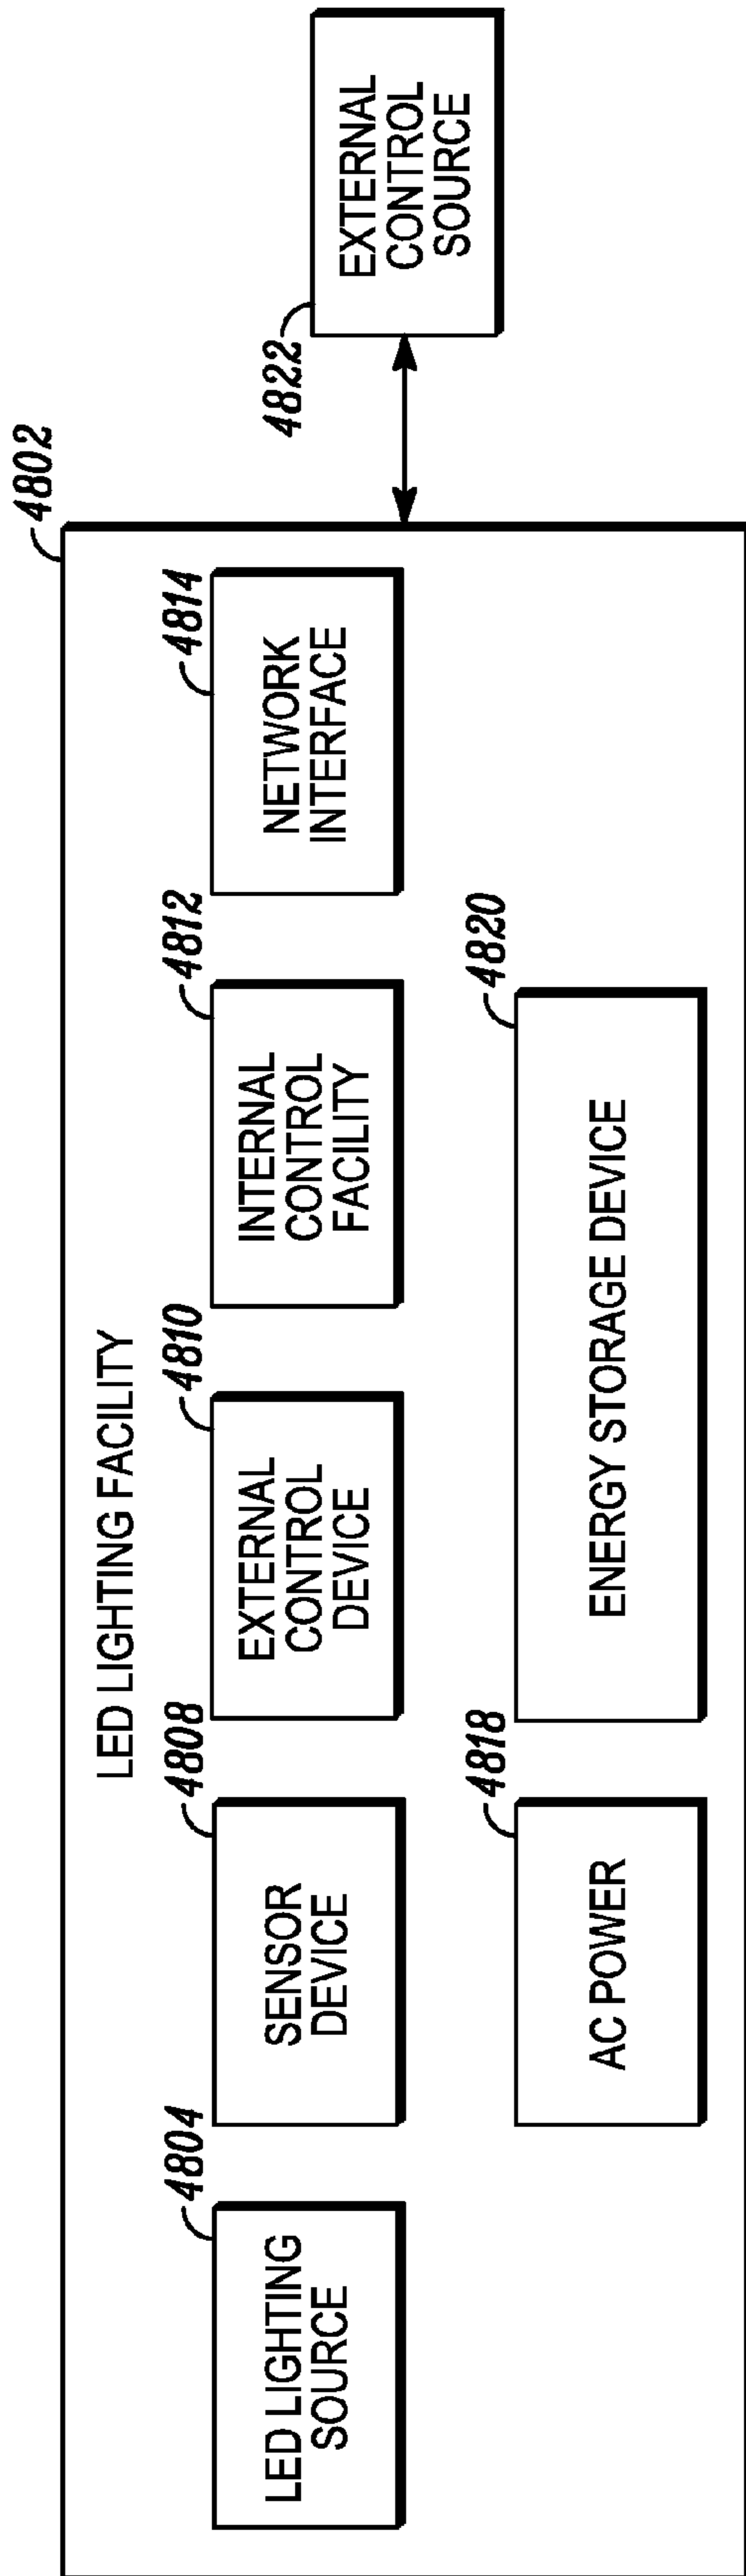 4802
LED LIGHTING FACILITY
4804
LED LIGHTING
SOURCE
4808
SENSOR
DEVICE
4810
EXTERNAL
CONTROL
DEVICE
4812
INTERNAL
CONTROL
FACILITY
4814
NETWORK
INTERFACE
4818
AC POWER
4820
ENERGY STORAGE DEVICE
4822
EXTERNAL
CONTROL
SOURCE